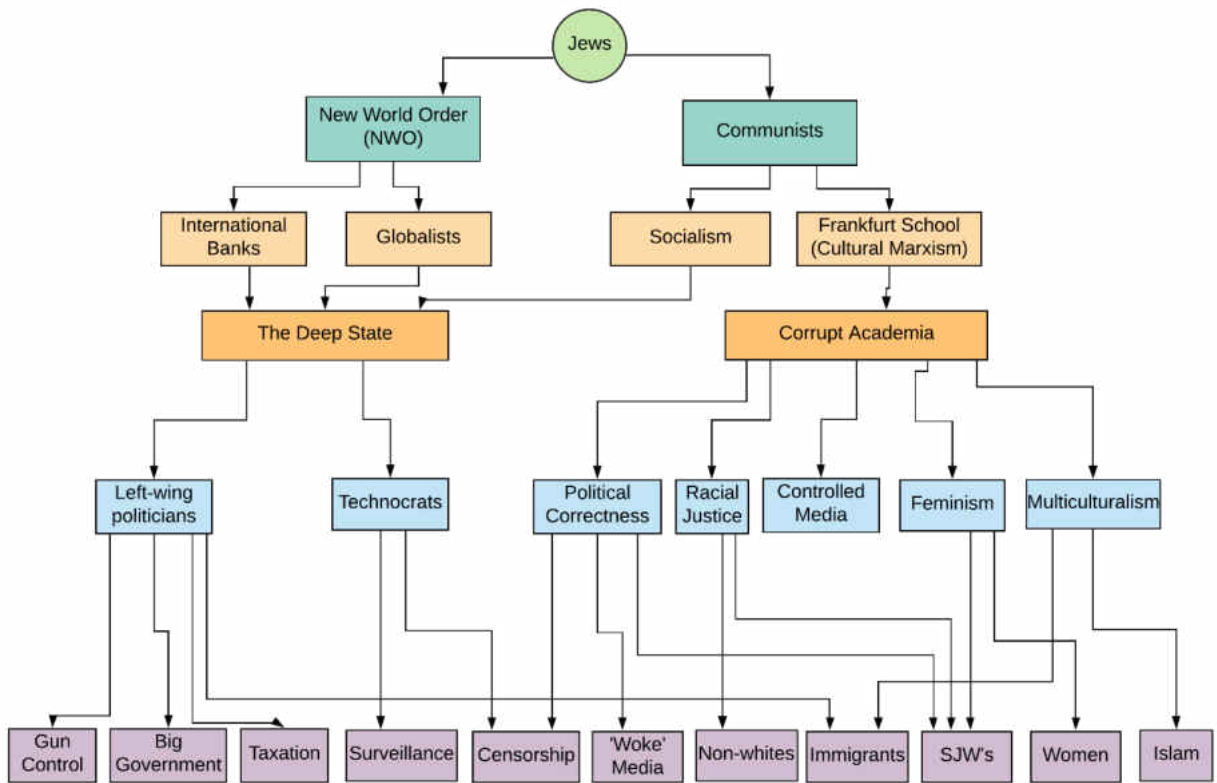 Jews
New World Order
(NWO)
Communists
International
Banks
Globalists
Socialism
Frankfurt School
(Cultural Marxism)
The Deep State
Corrupt Academia
Left-wing
politicians
Technocrats
Political
Correctness
Racial
Justice
Controlled
Media
Feminism
Multiculturalism
Gun
Control
Big
Government
Taxation
Surveillance
Censorship
'Woke'
Media
Non-whites
Immigrants
SJW's
Women
Islam